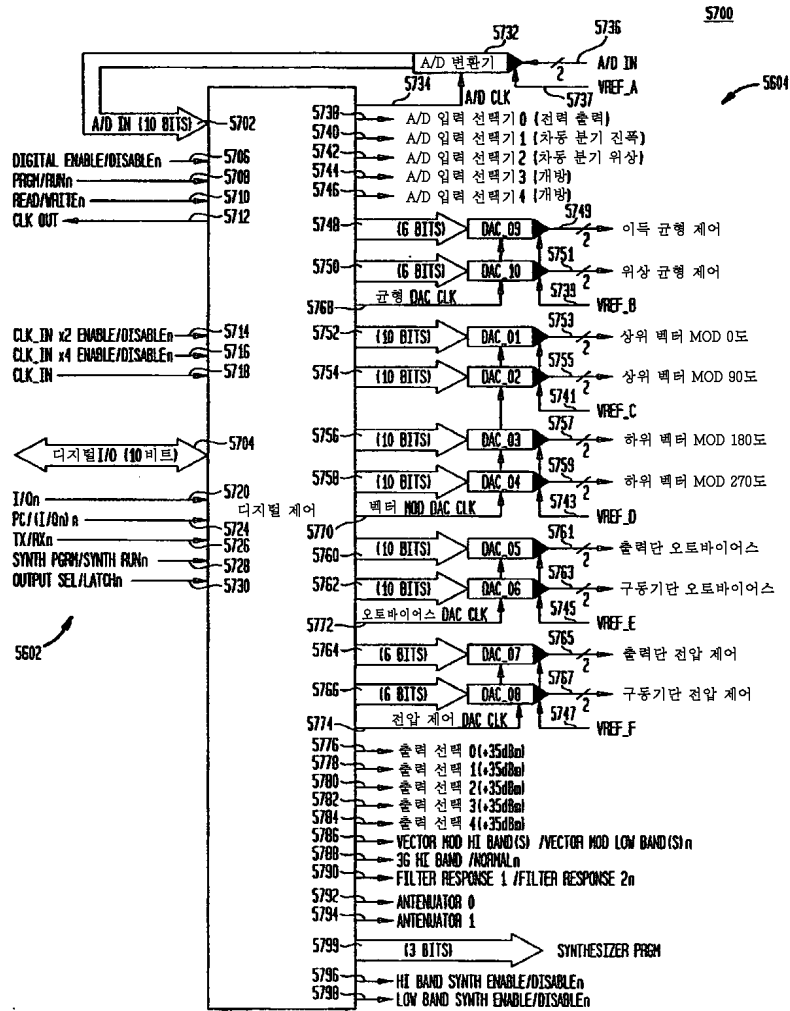 5700
5732
5736
A/D 변환기
2
A/D IN
VREF_A
5734
A/D CLK
5737
5604
A/D IN (10 BITS)
5702
5738
A/D 입력 선택기 0 (전력 출력)
5740
A/D 입력 선택기 1 (차동 분기 진폭)
5742
A/D 입력 선택기 2 (차동 분기 위상)
5744
A/D 입력 선택기 3 (개방)
5746
A/D 입력 선택기 4 (개방)
DIGITAL ENABLE/DISABLEn
5706
PRGM/RUNn
5708
READ/WRITEn
5710
CLK OUT
5712
5748
(6 BITS)
DAC_09
5749
2
이득 균형 제어
5750
(6 BITS)
DAC_10
5751
2
위상 균형 제어
5768
균형 DAC CLK
5739
VREF_B
CLK_IN x2 ENABLE/DISABLEn
5714
CLK_IN x4 ENABLE/DISABLEn
5716
CLK_IN
5718
5752
(10 BITS)
DAC_01
5753
2
상위 벡터 MOD 0도
5754
(10 BITS)
DAC_02
5755
2
상위 벡터 MOD 90도
5741
VREF_C
디지털 I/O (10 비트)
5704
5756
(10 BITS)
DAC_03
5757
2
하위 벡터 MOD 180도
5758
(10 BITS)
DAC_04
5759
2
하위 벡터 MOD 270도
5770
벡터 MOD DAC CLK
5743
VREF_D
디지털 제어
I/Qn
5720
PC/(I/Qn) n
5724
TX/RXn
5726
SYNTH PGRM/SYNTH RUNn
5728
OUTPUT SEL/LATCHn
5730
5602
5760
(10 BITS)
DAC_05
5761
2
출력단 오토바이어스
5762
(10 BITS)
DAC_06
5763
2
구동기단 오토바이어스
5772
오토바이어스 DAC CLK
5745
VREF_E
5764
(6 BITS)
DAC_07
5765
2
출력단 전압 제어
5766
(6 BITS)
DAC_08
5767
2
구동기단 전압 제어
5774
전압 제어 DAC CLK
5747
VREF_F
5776
출력 선택 0(+35dBm)
5778
출력 선택 1(+35dBm)
5780
출력 선택 2(+35dBm)
5782
출력 선택 3(+35dBm)
5784
출력 선택 4(+35dBm)
5786
VECTOR MOD HI BAND(S) /VECTOR MOD LOW BAND(S) n
5788
3G HI BAND /NORMALn
5790
FILTER RESPONSE 1 /FILTER RESPONSE 2n
5792
ANTENUATOR 0
5794
ANTENUATOR 1
5799
(3 BITS)
SYNTHESIZER PRGM
5796
HI BAND SYNTH ENABLE/DISABLEn
5798
LOW BAND SYNTH ENABLE/DISABLEn